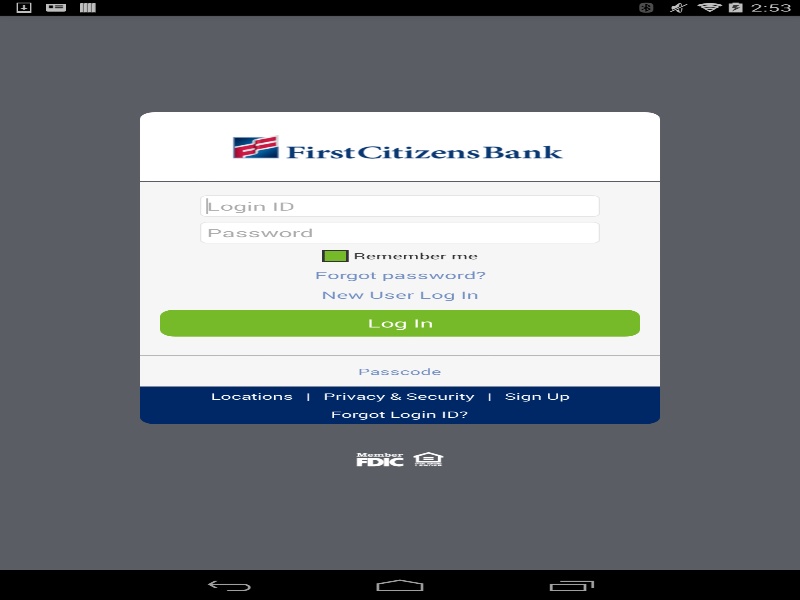 2:53
FirstCitizensBank
Login ID
Password
Remember me
Forgot password?
New User Log In
Log In
Passcode
Locations | Privacy & Security | Sign Up
Forgot Login ID?
Member
FDIC